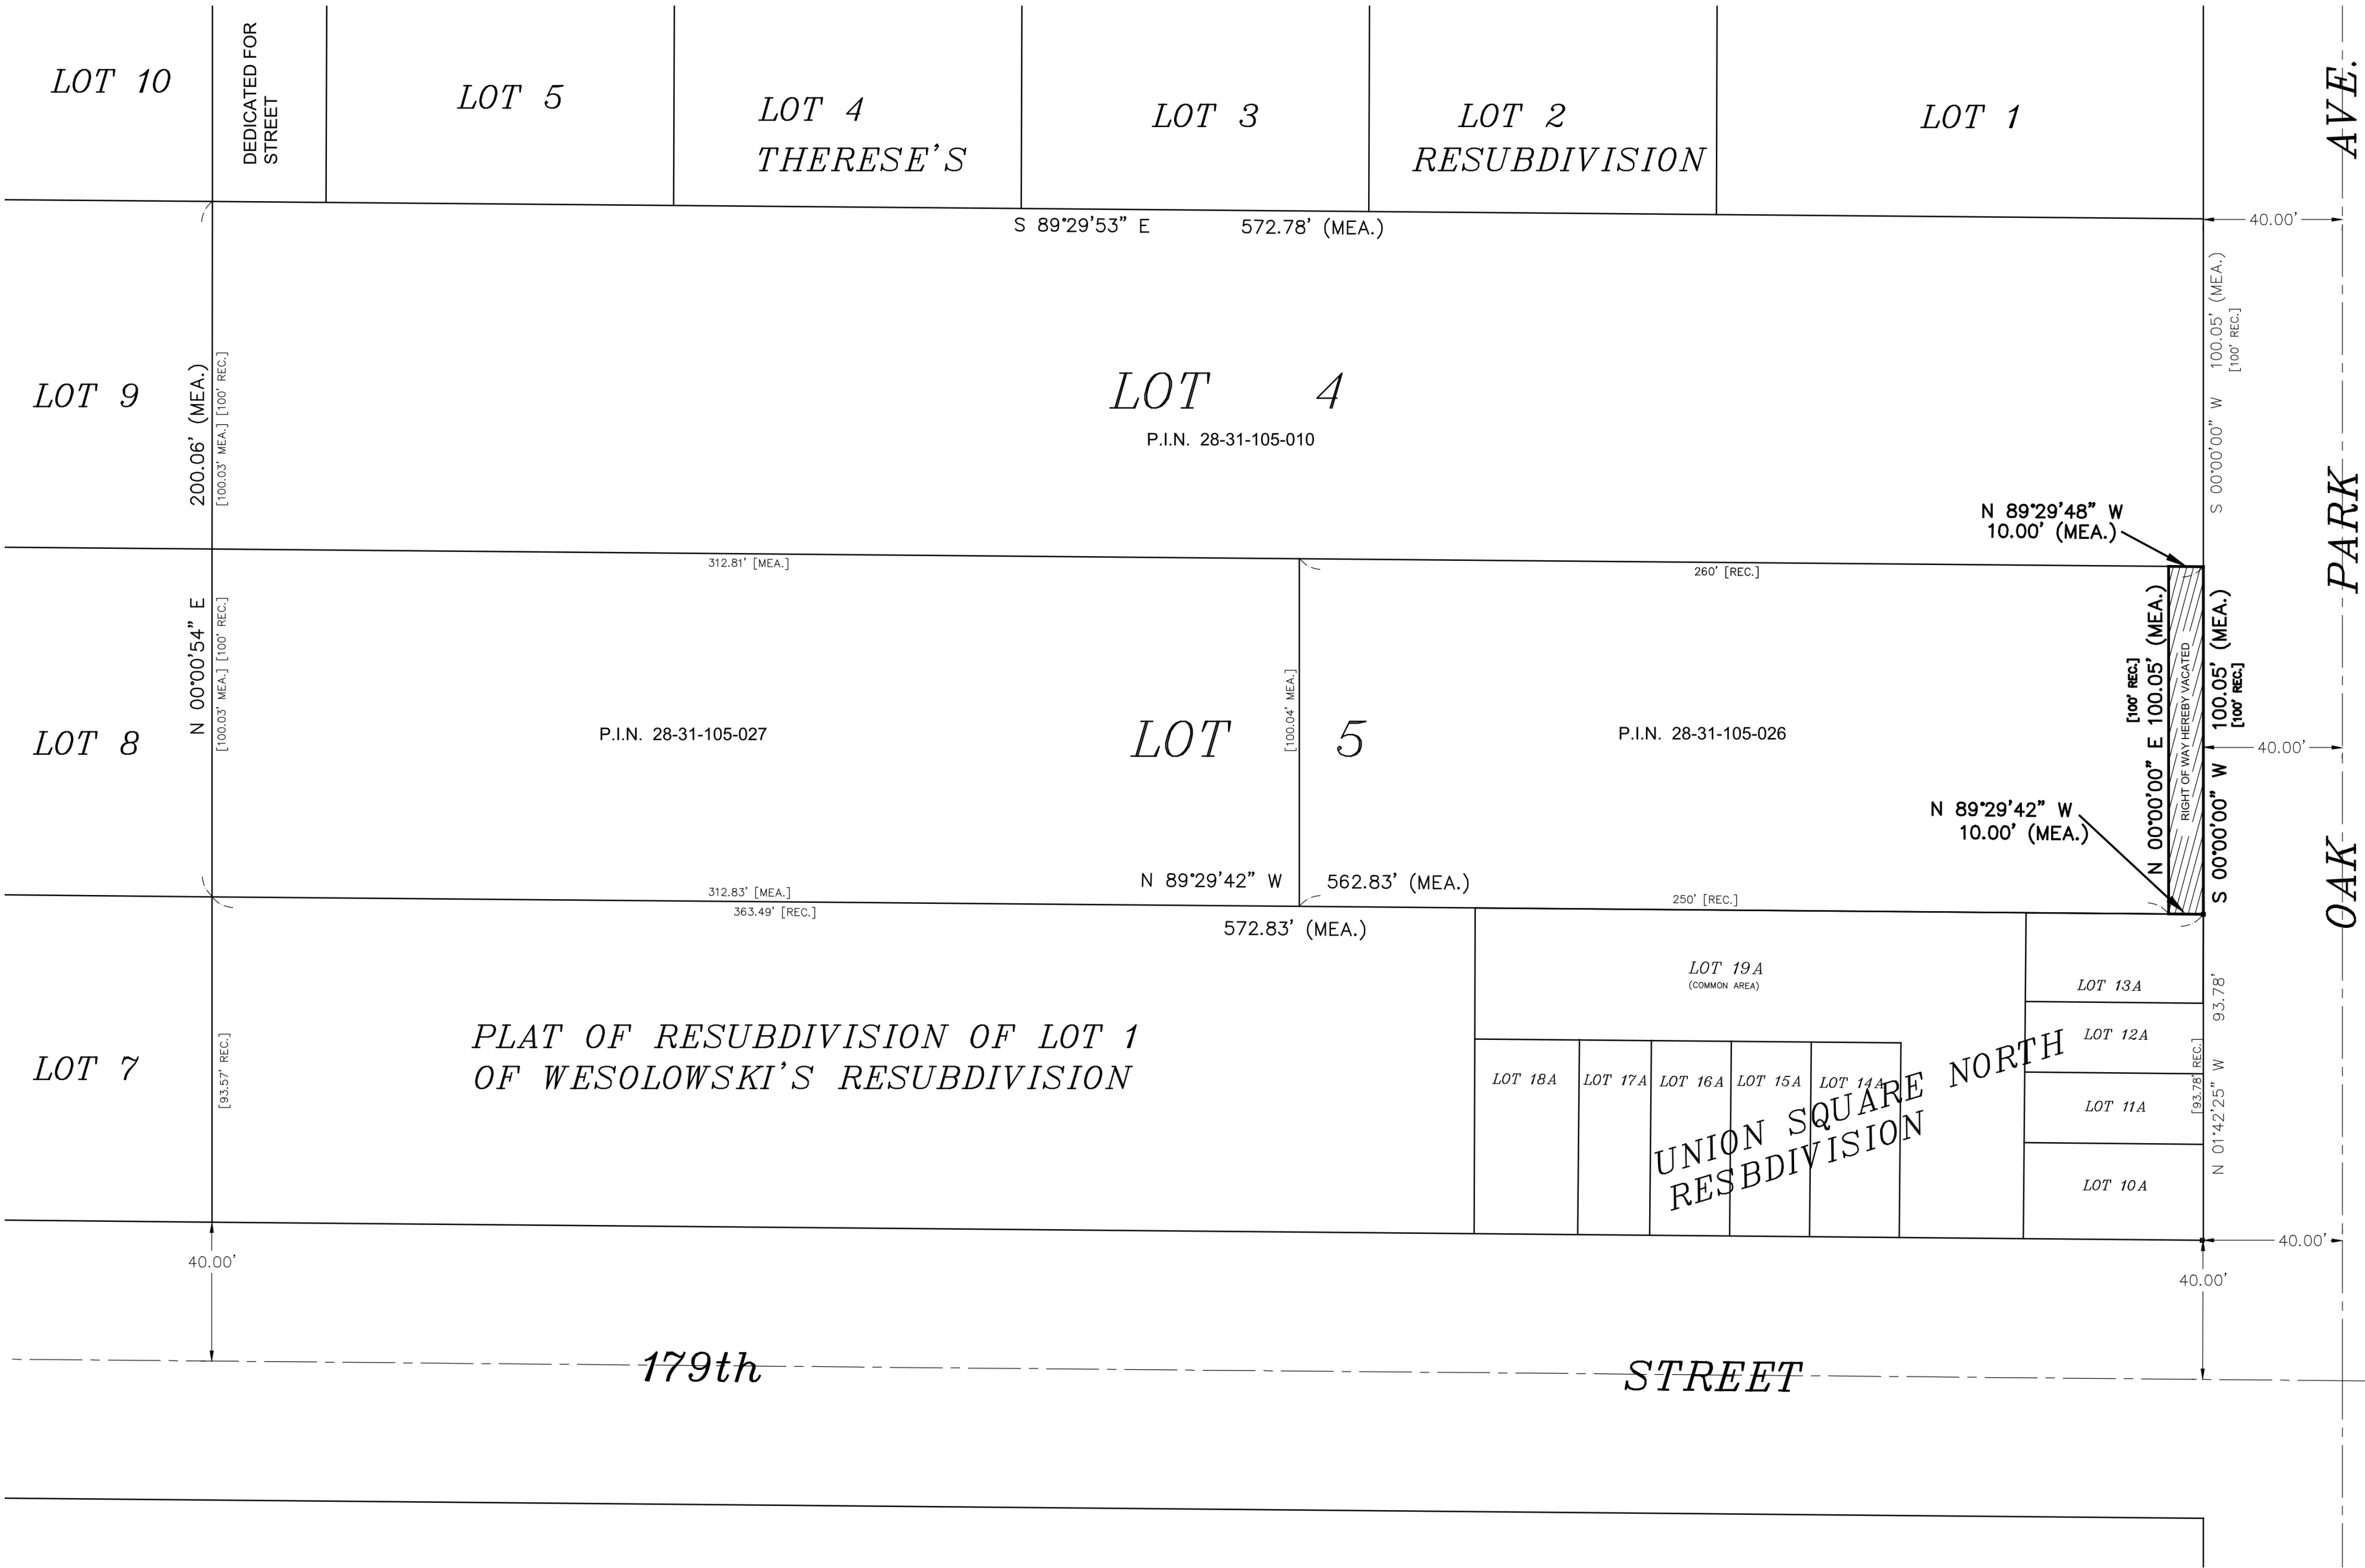 LOT 10
DEDICATED FOR
STREET
LOT 5
LOT 4
THERESE'S
LOT 3
LOT 2
RESUBDIVISION
LOT 1
AVE.
S 89°29'53" E 572.78' (MEA.)
40.00'
LOT 9
200.06' (MEA.)
[100.03' MEA.] [100' REC.]
LOT 4
P.I.N. 28-31-105-010
S 00°00'00" W 100.05' (MEA.)
[100' REC.]
PARK
N 89°29'48" W
10.00' (MEA.)
312.81' [MEA.]
260' [REC.]
LOT 8
N 00°00'54" E
[100.03' MEA.] [100' REC.]
P.I.N. 28-31-105-027
LOT 5
[100.04' MEA.]
P.I.N. 28-31-105-026
[100' REC.]
N 00°00'00" E 100.05' (MEA.)
RIGHT OF WAY HEREBY VACATED
S 00°00'00" W 100.05' (MEA.)
[100' REC.]
40.00'
N 89°29'42" W
10.00' (MEA.)
OAK
312.83' [MEA.]
N 89°29'42" W 562.83' (MEA.)
250' [REC.]
363.49' [REC.]
572.83' (MEA.)
LOT 7
[93.57' REC.]
PLAT OF RESUBDIVISION OF LOT 1
OF WESOLOWSKI'S RESUBDIVISION
LOT 19A
(COMMON AREA)
LOT 13A
LOT 12A
LOT 11A
LOT 10A
LOT 18A
LOT 17A
LOT 16A
LOT 15A
LOT 14A
UNION SQUARE NORTH
RESBDIVISION
[93.78' REC.]
N 01°42'25" W 93.78'
40.00'
40.00'
40.00'
179th STREET